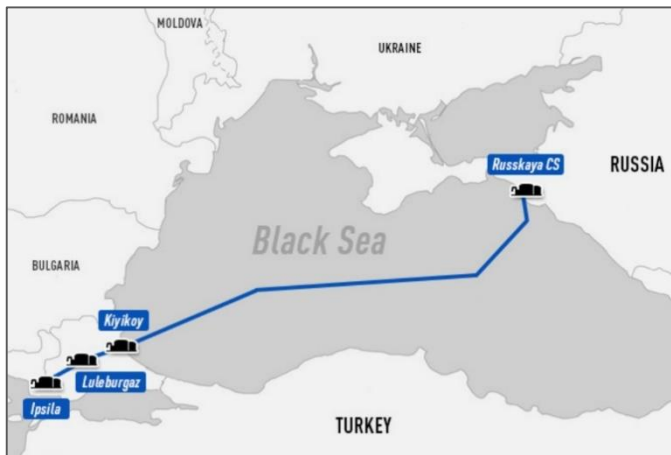 MOLDOVA
UKRAINE
ROMANIA
Russkaya CS
RUSSIA
Black Sea
BULGARIA
Kiyikoy
Luleburgaz
Ipsila
TURKEY